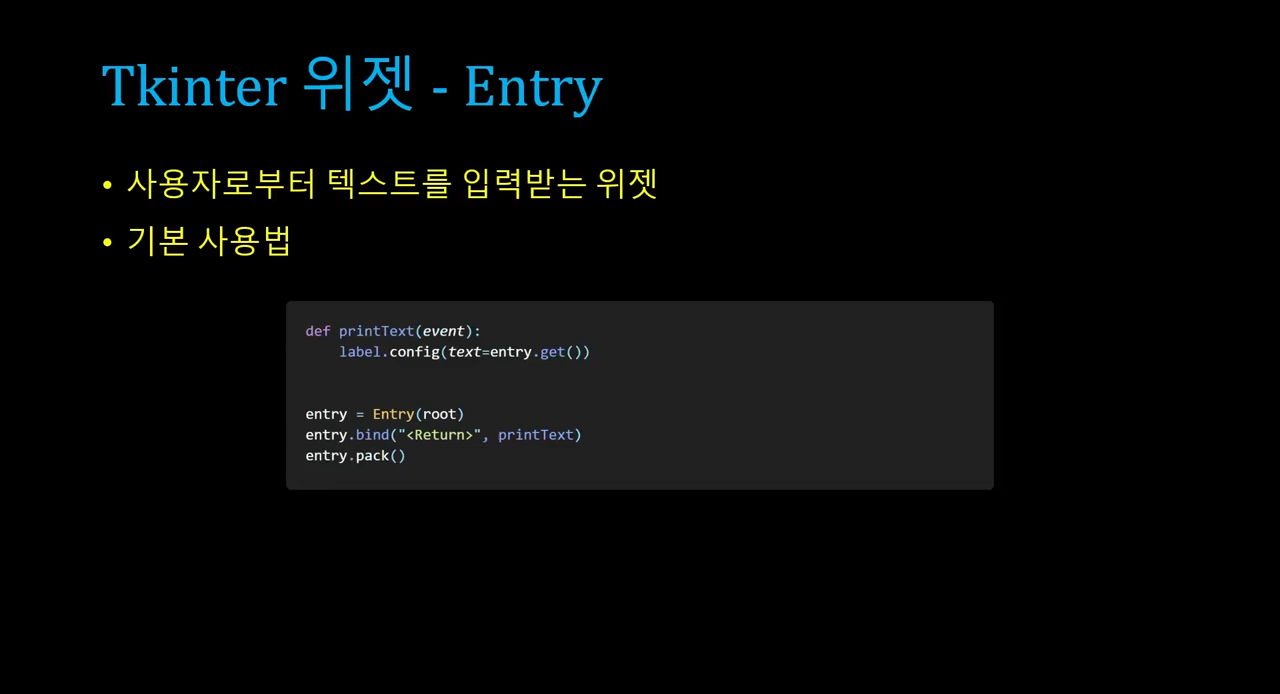 Tkinter 위젯 - Entry
• 사용자로부터 텍스트를 입력받는 위젯
• 기본 사용법
def printText(event):
    label.config(text=entry.get())
entry = Entry(root)
entry.bind("<Return>", printText)
entry.pack()